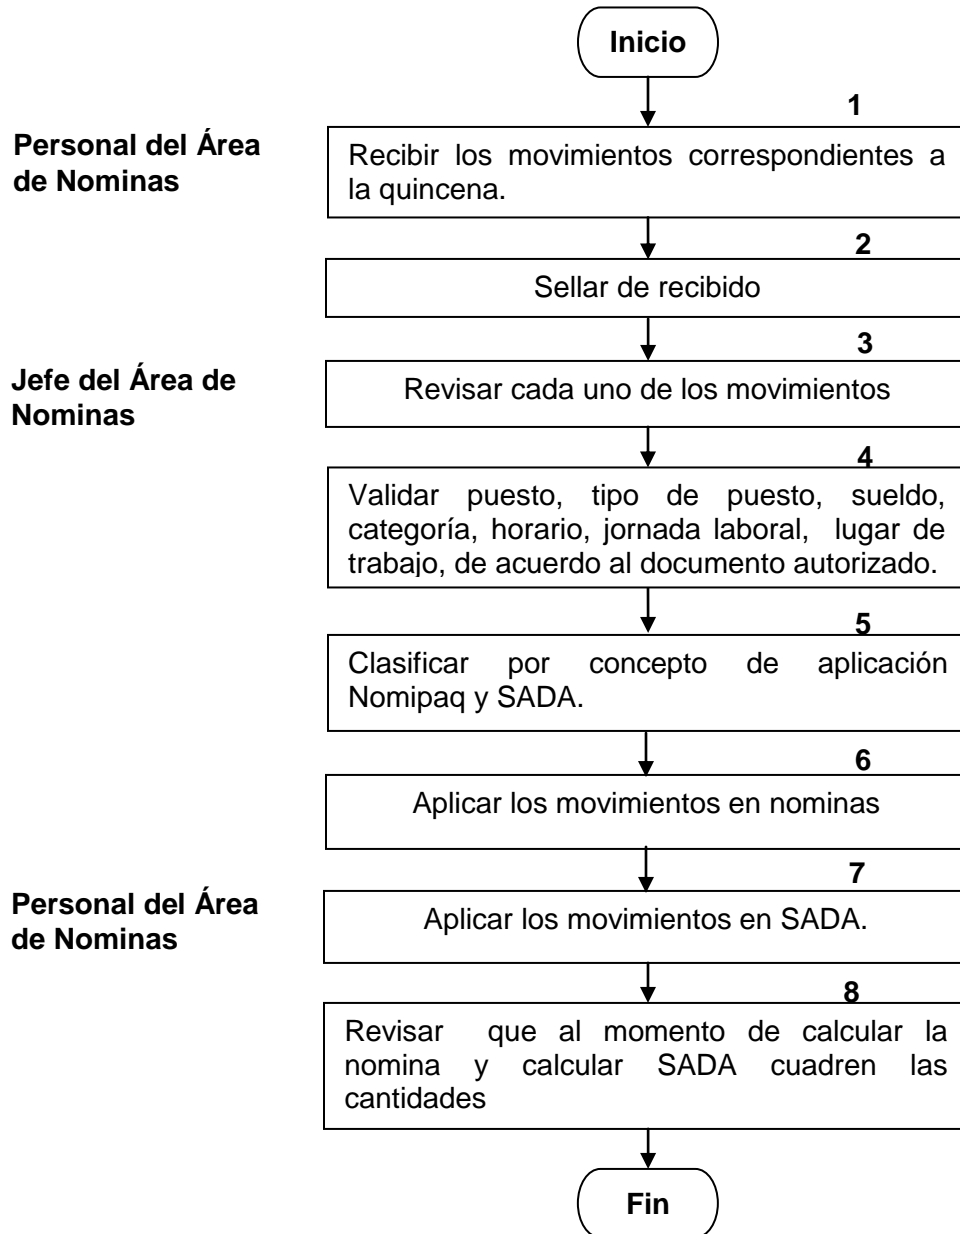 Inicio
1
Personal del Área
de Nominas
Recibir los movimientos correspondientes a
la quincena.
2
Sellar de recibido
3
Jefe del Área de
Nominas
Revisar cada uno de los movimientos
4
Validar puesto, tipo de puesto, sueldo,
categoría, horario, jornada laboral, lugar de
trabajo, de acuerdo al documento autorizado.
5
Clasificar por concepto de aplicación
Nomipaq y SADA.
6
Aplicar los movimientos en nominas
7
Personal del Área
de Nominas
Aplicar los movimientos en SADA.
8
Revisar que al momento de calcular la
nomina y calcular SADA cuadren las
cantidades
Fin